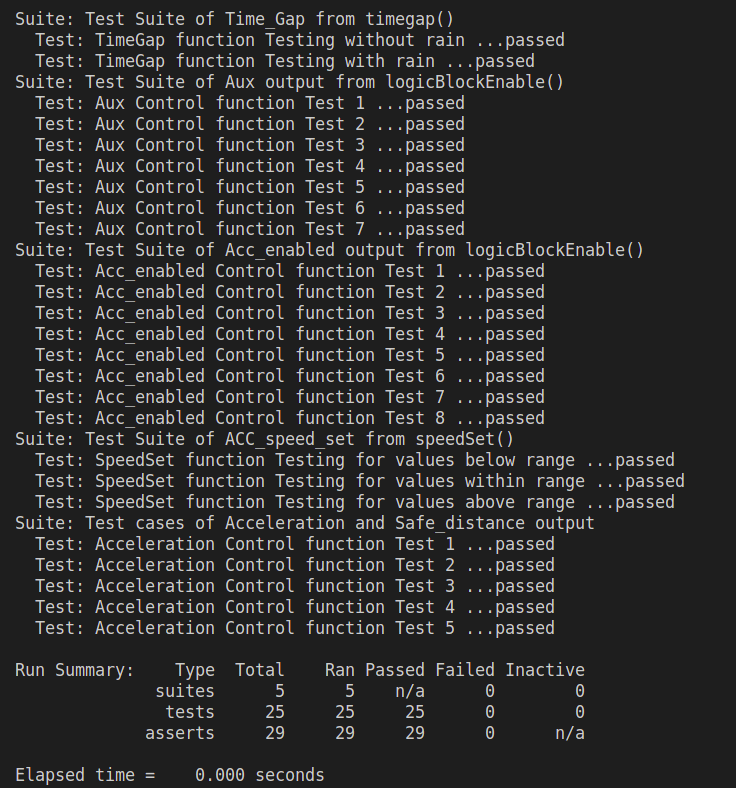 Suite: Test Suite of Time_Gap from timegap()
  Test: TimeGap function Testing without rain ...passed
  Test: TimeGap function Testing with rain ...passed
Suite: Test Suite of Aux output from logicBlockEnable()
  Test: Aux Control function Test 1 ...passed
  Test: Aux Control function Test 2 ...passed
  Test: Aux Control function Test 3 ...passed
  Test: Aux Control function Test 4 ...passed
  Test: Aux Control function Test 5 ...passed
  Test: Aux Control function Test 6 ...passed
  Test: Aux Control function Test 7 ...passed
Suite: Test Suite of Acc_enabled output from logicBlockEnable()
  Test: Acc_enabled Control function Test 1 ...passed
  Test: Acc_enabled Control function Test 2 ...passed
  Test: Acc_enabled Control function Test 3 ...passed
  Test: Acc_enabled Control function Test 4 ...passed
  Test: Acc_enabled Control function Test 5 ...passed
  Test: Acc_enabled Control function Test 6 ...passed
  Test: Acc_enabled Control function Test 7 ...passed
  Test: Acc_enabled Control function Test 8 ...passed
Suite: Test Suite of ACC_speed_set from speedSet()
  Test: SpeedSet function Testing for values below range ...passed
  Test: SpeedSet function Testing for values within range ...passed
  Test: SpeedSet function Testing for values above range ...passed
Suite: Test cases of Acceleration and Safe_distance output
  Test: Acceleration Control function Test 1 ...passed
  Test: Acceleration Control function Test 2 ...passed
  Test: Acceleration Control function Test 3 ...passed
  Test: Acceleration Control function Test 4 ...passed
  Test: Acceleration Control function Test 5 ...passed

Run Summary:    Type  Total    Ran Passed Failed Inactive
              suites      5      5    n/a      0        0
               tests     25     25     25      0        0
             asserts     29     29     29      0      n/a

Elapsed time =    0.000 seconds